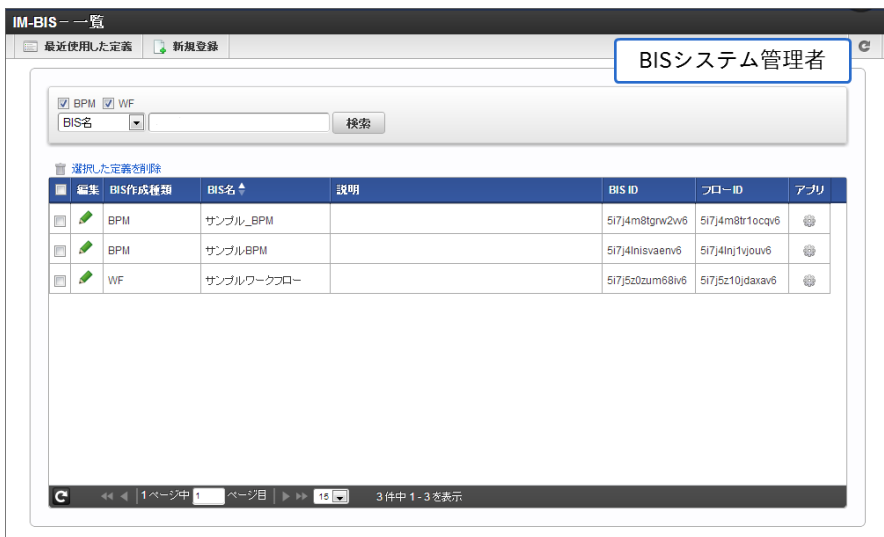 IM-BIS－一覧
最近使用した定義 新規登録
BISシステム管理者
BPM WF
BIS名 検索
選択した定義を削除
編集 BIS作成種類 BIS名 説明 BIS ID フローID アプリ
BPM サンプル_BPM 5i7j4m8tgrw2vv6 5i7j4m8tr1ocqv6
BPM サンプルBPM 5i7j4lnisvaenv6 5i7j4lnj1vjouv6
WF サンプルワークフロー 5i7j5z0zum68iv6 5i7j5z10jdaxav6
1ページ中 1 ページ目 15 3件中 1 - 3 を表示